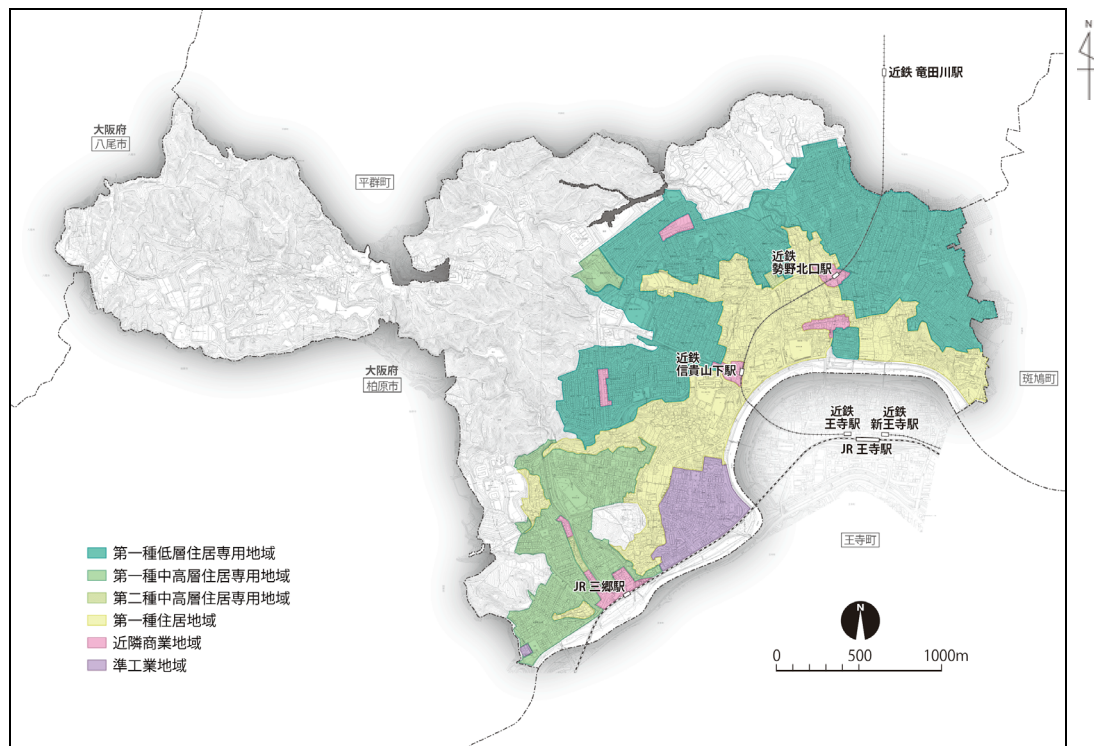 N
近鉄 竜田川駅
大阪府
八尾市
平群町
近鉄
勢野北口駅
近鉄
信貴山下駅
大阪府
柏原市
斑鳩町
近鉄
王寺駅
近鉄
新王寺駅
JR 王寺駅
王寺町
JR 三郷駅
第一種低層住居専用地域
第一種中高層住居専用地域
第二種中高層住居専用地域
第一種住居地域
近隣商業地域
準工業地域
N
0 500 1000m